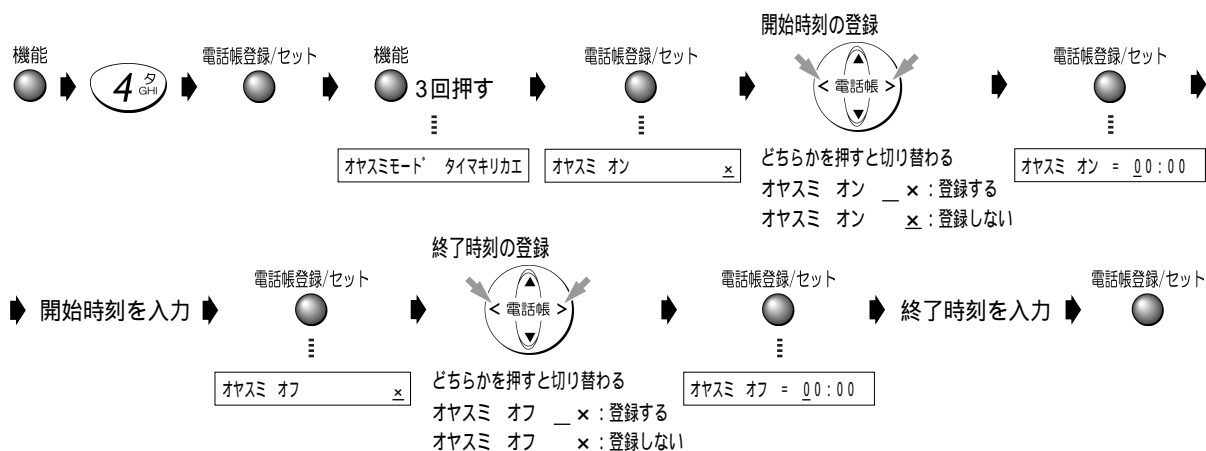 機能
4 タ GHI
電話帳登録/セット
機能
3回押す
オヤスミモード タイマキリカエ
電話帳登録/セット
オヤスミ オン ×
開始時刻の登録
< 電話帳 >
どちらかを押すと切り替わる
オヤスミ オン _ ×:登録する
オヤスミ オン ×:登録しない
電話帳登録/セット
オヤスミ オン = 00:00
開始時刻を入力
電話帳登録/セット
オヤスミ オフ ×
終了時刻の登録
< 電話帳 >
どちらかを押すと切り替わる
オヤスミ オフ _ ×:登録する
オヤスミ オフ ×:登録しない
電話帳登録/セット
オヤスミ オフ = 00:00
終了時刻を入力
電話帳登録/セット